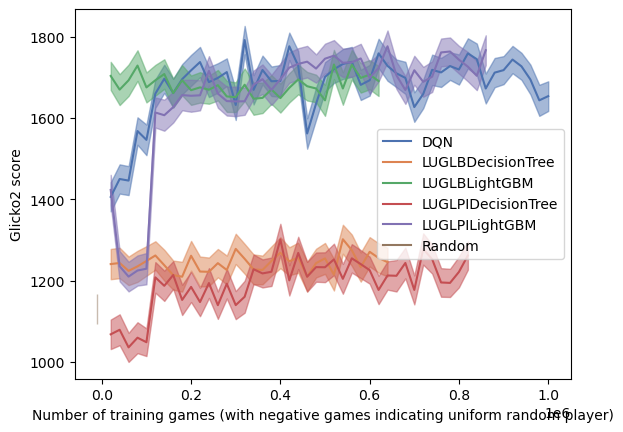 1800
1600
1400
1200
1000
Glicko2 score
DQN
LUGLBDecisionTree
LUGLBLightGBM
LUGLPIDecisionTree
LUGLPILightGBM
Random
0.0 0.2 0.4 0.6 0.8 1.0
1e6
Number of training games (with negative games indicating uniform random player)